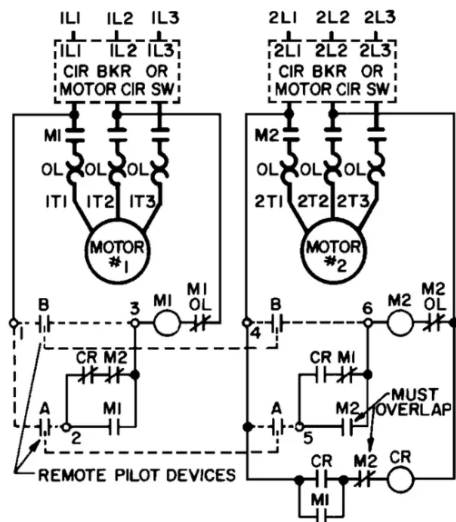 1L1 1L2 1L3 2L1 2L2 2L3
1L1 1L2 1L3 2L1 2L2 2L3
CIR BKR OR CIR BKR OR
MOTOR CIR SW MOTOR CIR SW
M1 M2
OL OL OL OL OL OL
1T1 1T2 1T3 2T1 2T2 2T3
MOTOR MOTOR
#1 #2
M1 M2
B 3 M1 OL B 6 M2 OL
1 4
CR M2 CR M1
MUST
A M1 A M2 OVERLAP
2 5
REMOTE PILOT DEVICES CR M2 CR
M1